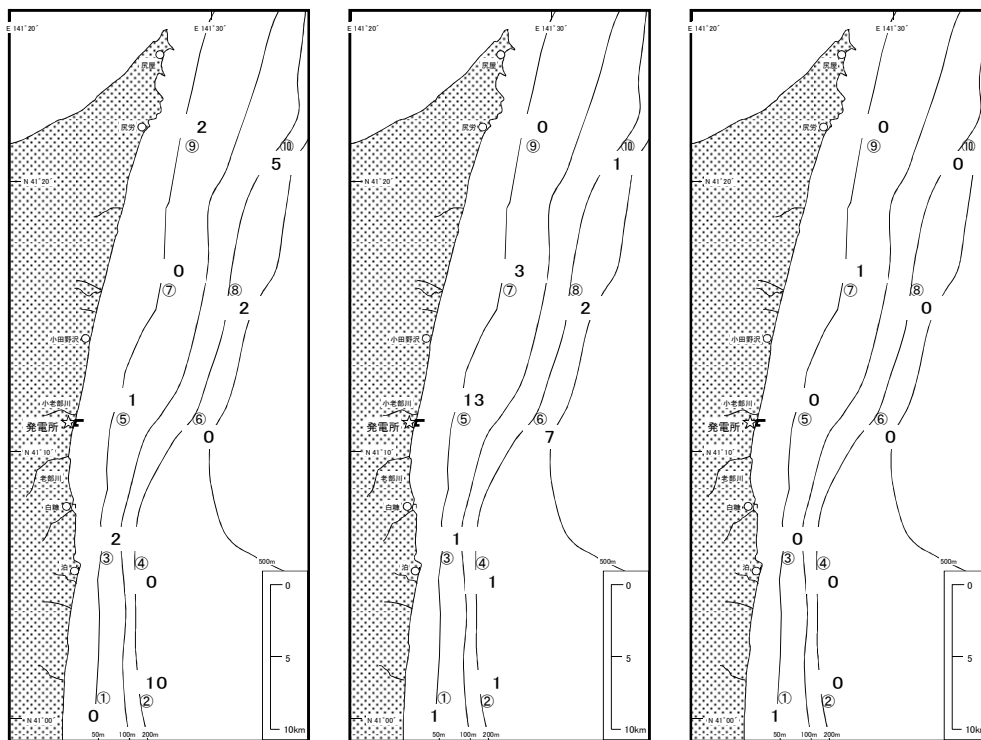 E 141°20′
E 141°30′
尻屋
2
尻労
⑨
⑩
5
N 41°20′
0
⑦
⑧
2
小田野沢
1
小老部川
⑤
⑥
発電所
0
N 41°10′
老部川
白糠
2
③
④
500m
泊
0
0
5
10
①
②
0
N 41°00′
10km
50m
100m
200m
E 141°20′
E 141°30′
尻屋
0
尻労
⑨
⑩
1
N 41°20′
3
⑦
⑧
2
小田野沢
13
小老部川
⑤
⑥
発電所
7
N 41°10′
老部川
白糠
1
③
④
500m
泊
1
0
5
1
①
②
1
N 41°00′
10km
50m
100m
200m
E 141°20′
E 141°30′
尻屋
0
尻労
⑨
⑩
0
N 41°20′
1
⑦
⑧
0
小田野沢
0
小老部川
⑤
⑥
発電所
0
N 41°10′
老部川
白糠
0
③
④
500m
泊
0
0
5
0
①
②
1
N 41°00′
10km
50m
100m
200m